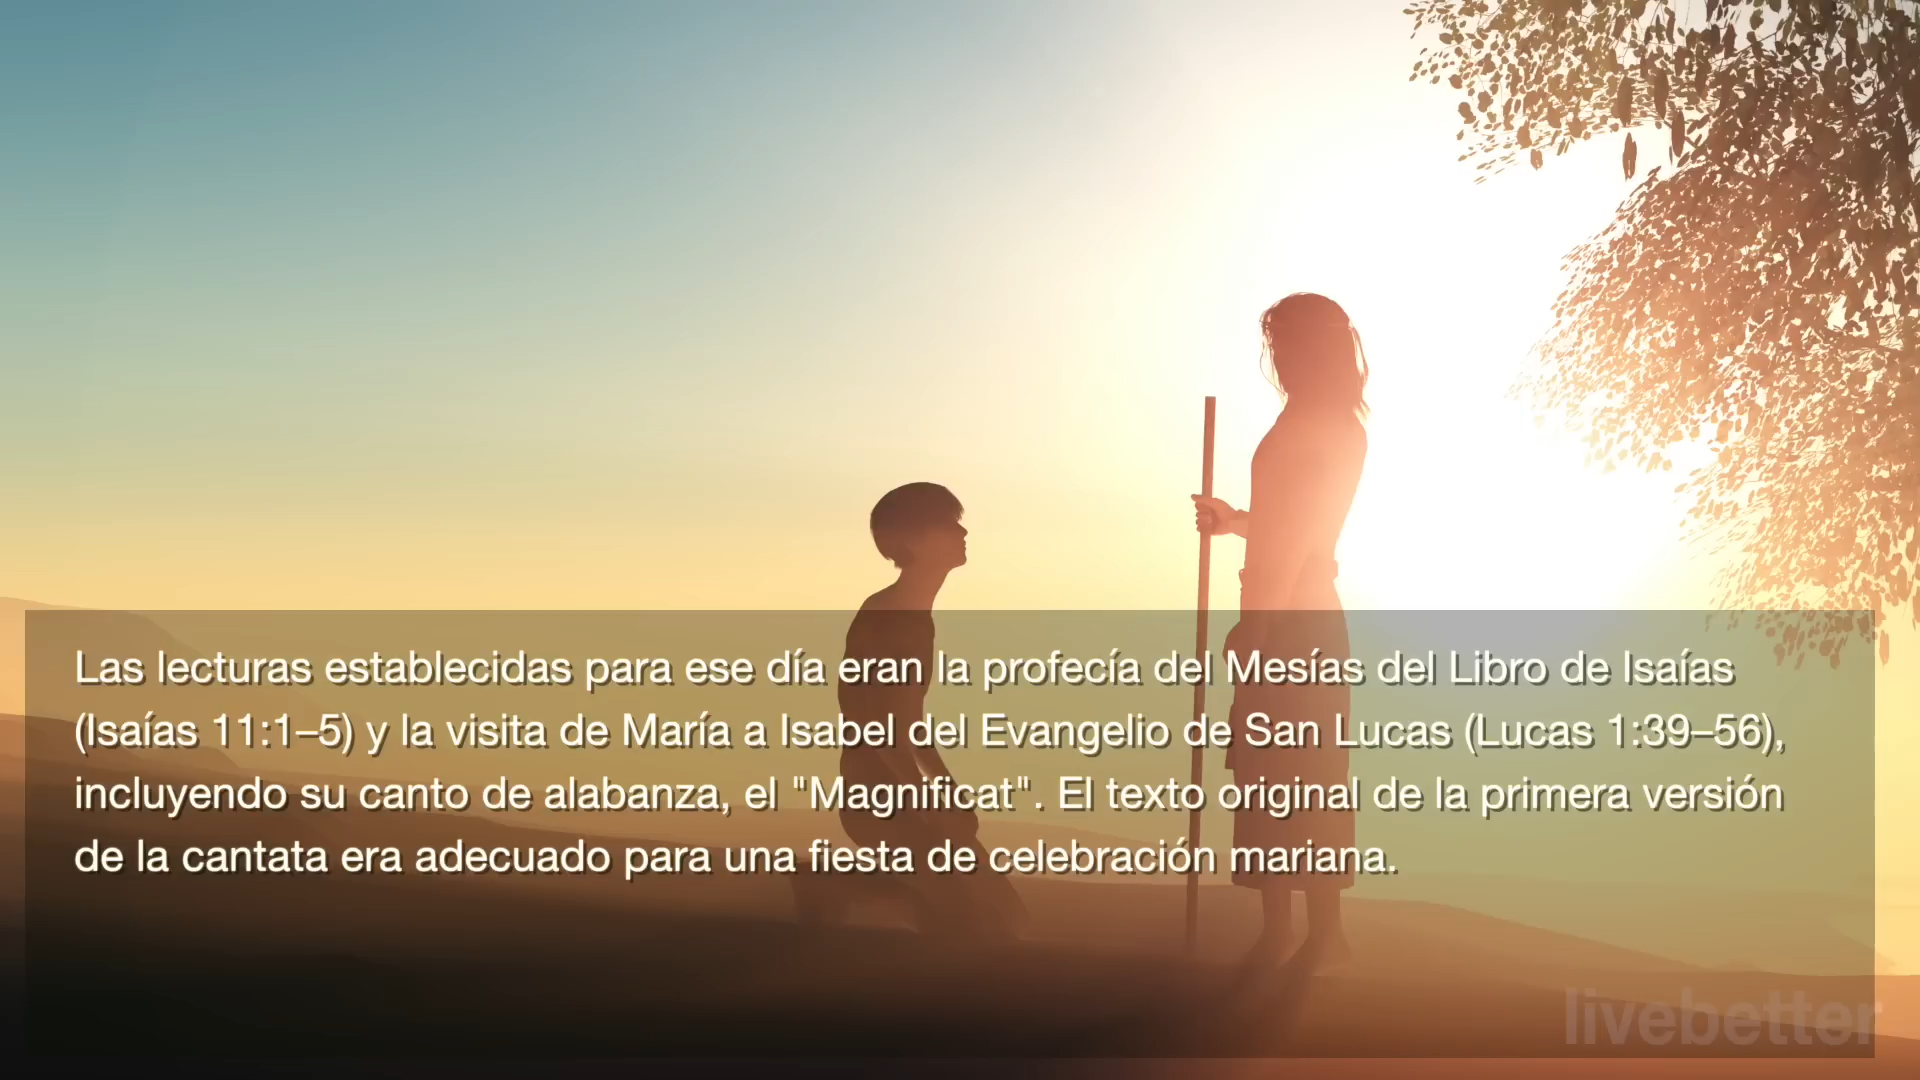 Las lecturas establecidas para ese día eran la profecía del Mesías del Libro de Isaías
(Isaías 11:1–5) y la visita de María a Isabel del Evangelio de San Lucas (Lucas 1:39–56),
incluyendo su canto de alabanza, el "Magnificat". El texto original de la primera versión
de la cantata era adecuado para una fiesta de celebración mariana.
livebetter